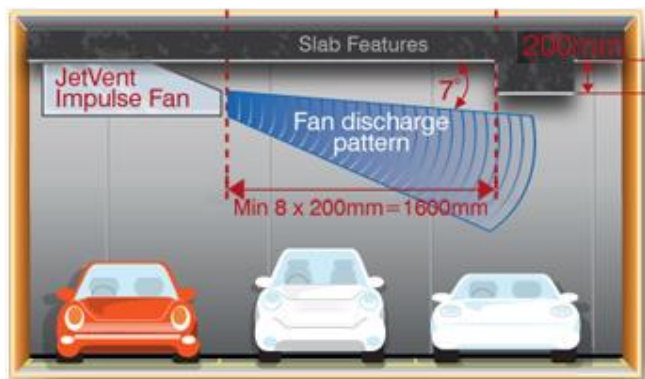 Slab Features
200mm
JetVent
Impulse Fan
7°
Fan discharge
pattern
Min 8 x 200mm=1600mm